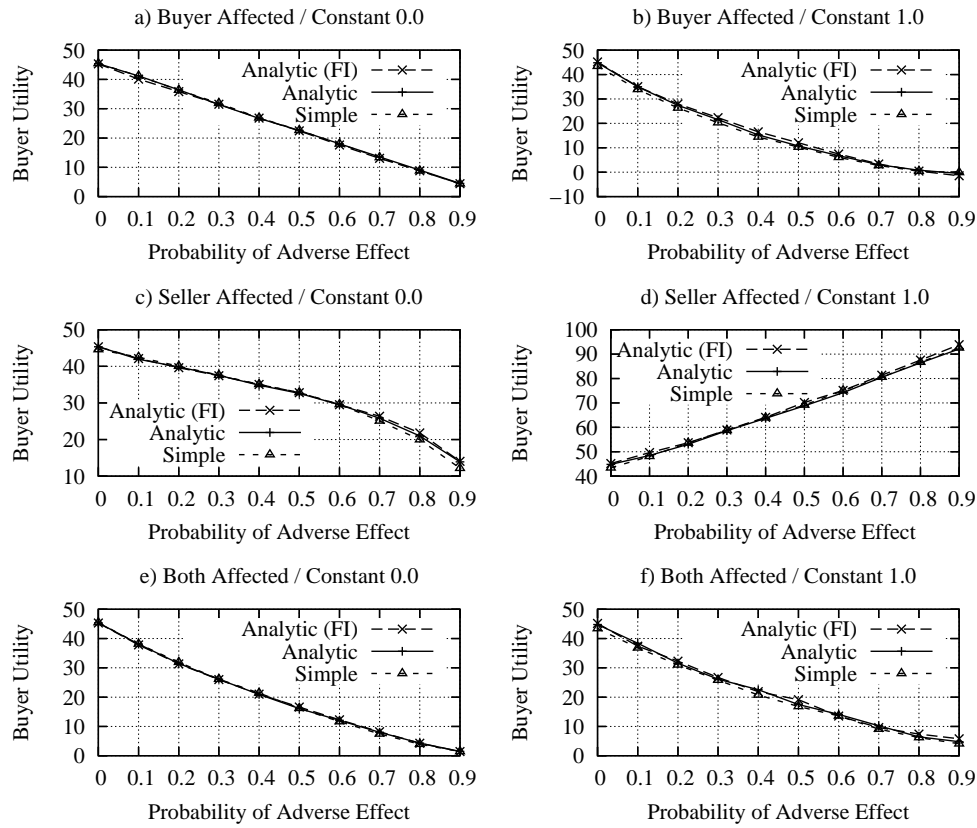 a) Buyer Affected / Constant 0.0
Buyer Utility
50
40
30
20
10
0
Analytic (FI)
Analytic
Simple
0 0.1 0.2 0.3 0.4 0.5 0.6 0.7 0.8 0.9
Probability of Adverse Effect
b) Buyer Affected / Constant 1.0
Buyer Utility
50
40
30
20
10
0
−10
Analytic (FI)
Analytic
Simple
0 0.1 0.2 0.3 0.4 0.5 0.6 0.7 0.8 0.9
Probability of Adverse Effect
c) Seller Affected / Constant 0.0
Buyer Utility
50
40
30
20
10
Analytic (FI)
Analytic
Simple
0 0.1 0.2 0.3 0.4 0.5 0.6 0.7 0.8 0.9
Probability of Adverse Effect
d) Seller Affected / Constant 1.0
Buyer Utility
100
90
80
70
60
50
40
Analytic (FI)
Analytic
Simple
0 0.1 0.2 0.3 0.4 0.5 0.6 0.7 0.8 0.9
Probability of Adverse Effect
e) Both Affected / Constant 0.0
Buyer Utility
50
40
30
20
10
0
Analytic (FI)
Analytic
Simple
0 0.1 0.2 0.3 0.4 0.5 0.6 0.7 0.8 0.9
Probability of Adverse Effect
f) Both Affected / Constant 1.0
Buyer Utility
50
40
30
20
10
0
Analytic (FI)
Analytic
Simple
0 0.1 0.2 0.3 0.4 0.5 0.6 0.7 0.8 0.9
Probability of Adverse Effect